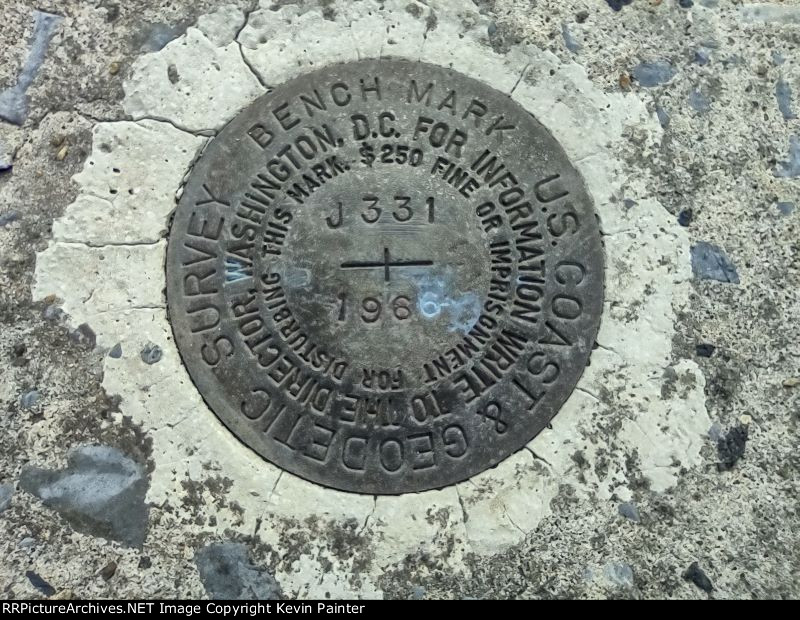 BENCH MARK
U.S. COAST & GEODETIC SURVEY
FOR INFORMATION WRITE TO THE DIRECTOR, WASHINGTON, D.C.
$250 FINE OR IMPRISONMENT FOR DISTURBING THIS MARK.
J 331
1966
RRPictureArchives.NET Image Copyright Kevin Painter